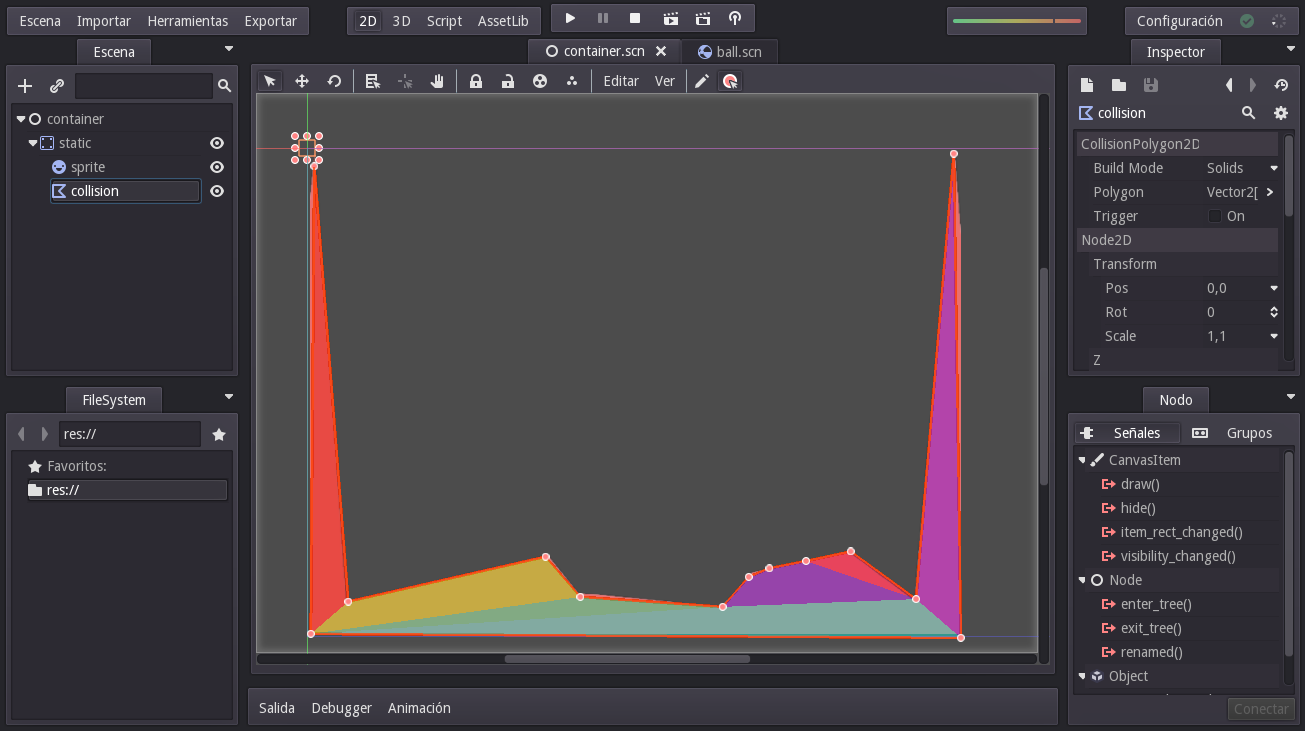 Escena Importar Herramientas Exportar 2D 3D Script AssetLib Configuración
Escena container.scn ball.scn Inspector
Editar Ver
container
static
sprite
collision
collision
CollisionPolygon2D
Build Mode Solids
Polygon Vector2[
Trigger On
Node2D
Transform
Pos 0,0
Rot 0
Scale 1,1
Z
FileSystem
res://
Favoritos:
res://
Nodo
Señales Grupos
CanvasItem
draw()
hide()
item_rect_changed()
visibility_changed()
Node
enter_tree()
exit_tree()
renamed()
Object
Conectar
Salida Debugger Animación